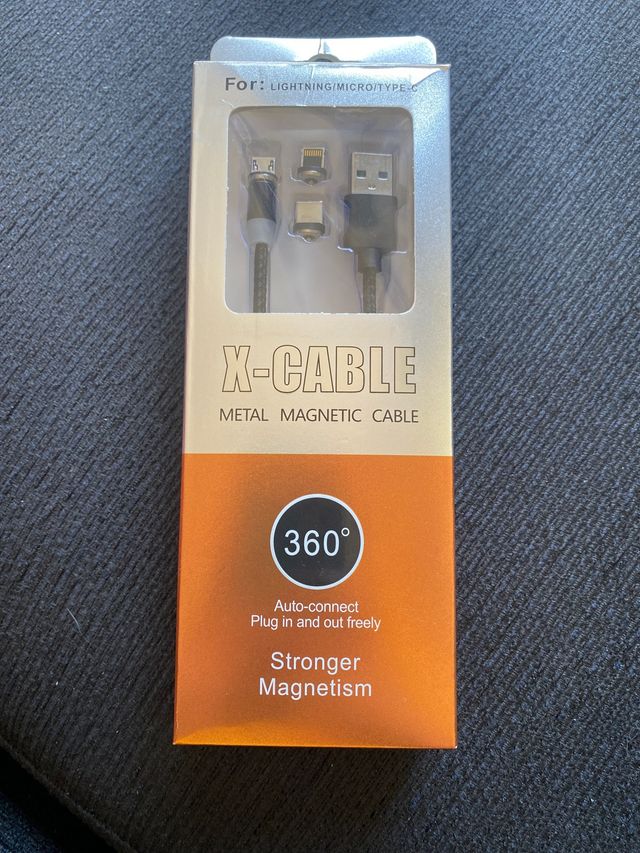 For: LIGHTNING/MICRO/TYPE-C
X-CABLE
METAL MAGNETIC CABLE
360°
Auto-connect
Plug in and out freely
Stronger
Magnetism